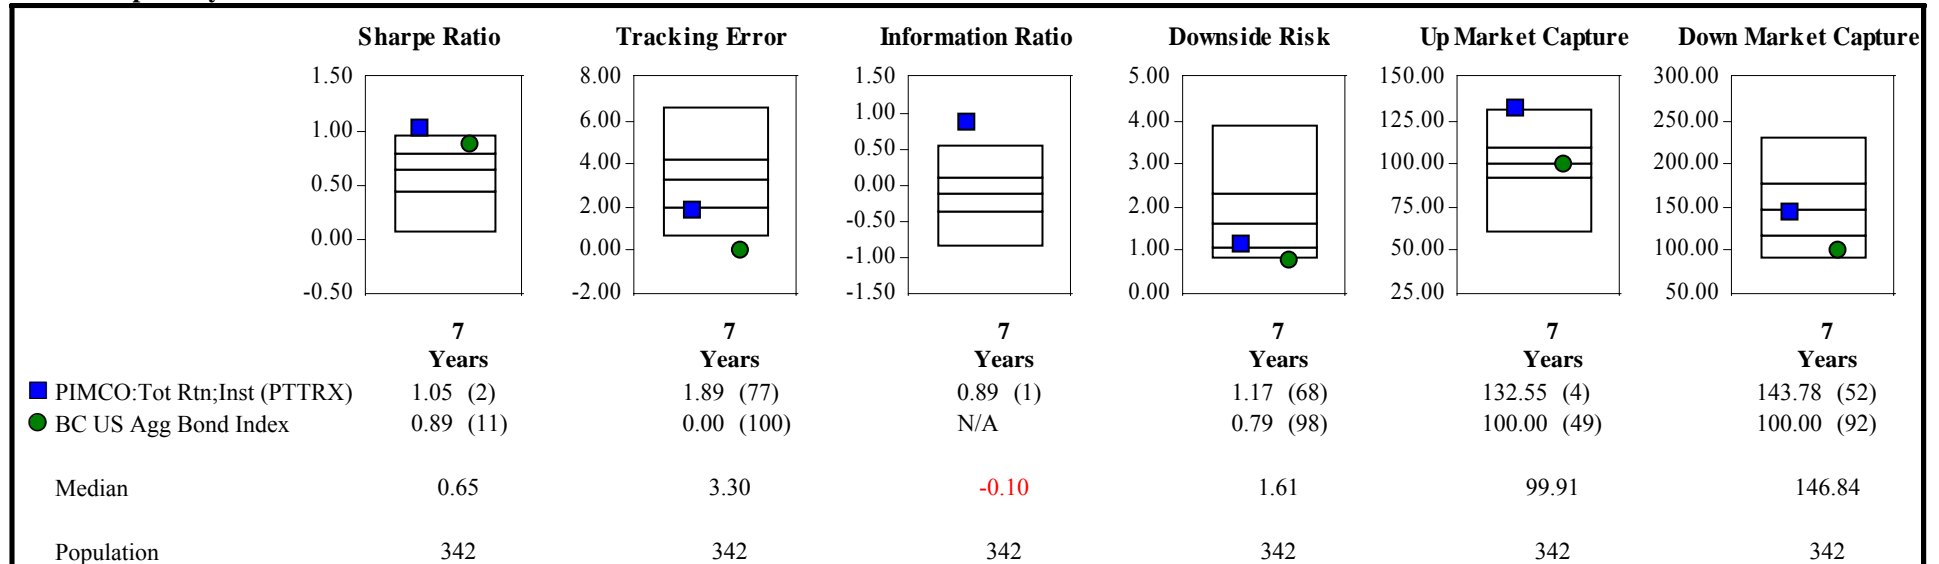 Sharpe Ratio Tracking Error Information Ratio Downside Risk Up Market Capture Down Market Capture
1.50 8.00 1.50 5.00 150.00 300.00
1.00 6.00 1.00 4.00 125.00 250.00
0.50 4.00 0.50 3.00 100.00 200.00
0.00 2.00 0.00 2.00 75.00 150.00
-0.50 0.00 -0.50 1.00 50.00 100.00
-2.00 -1.00 0.00 25.00 50.00
-1.50
7 7 7 7 7 7
Years Years Years Years Years Years
PIMCO:Tot Rtn;Inst (PTTRX) 1.05 (2) 1.89 (77) 0.89 (1) 1.17 (68) 132.55 (4) 143.78 (52)
BC US Agg Bond Index 0.89 (11) 0.00 (100) N/A 0.79 (98) 100.00 (49) 100.00 (92)
Median 0.65 3.30 -0.10 1.61 99.91 146.84
Population 342 342 342 342 342 342